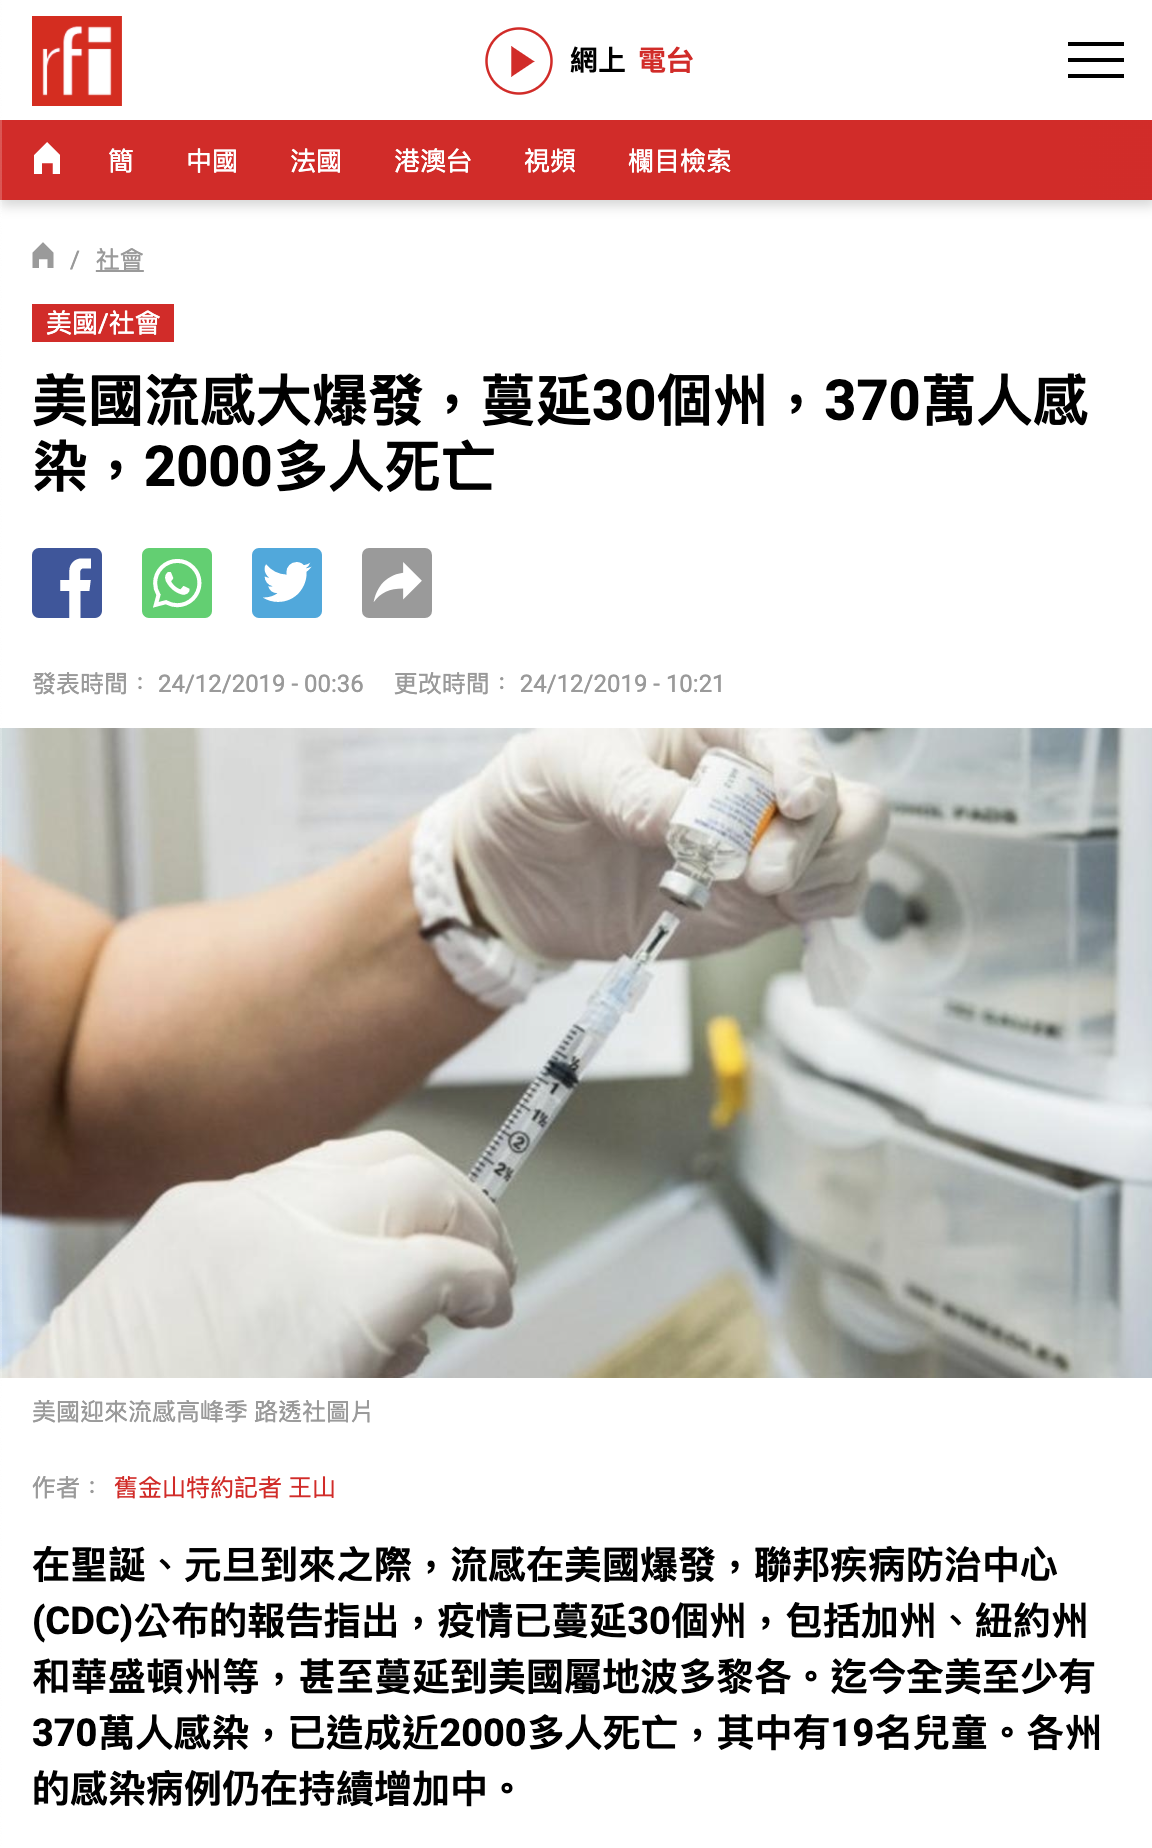 rfi
網上 電台
簡 中國 法國 港澳台 視頻 欄目檢索
/ 社會
美國/社會
美國流感大爆發，蔓延30個州，370萬人感
染，2000多人死亡
發表時間： 24/12/2019 - 00:36 更改時間： 24/12/2019 - 10:21
PADS
1
1½
2
2½
美國迎來流感高峰季 路透社圖片
作者： 舊金山特約記者 王山
在聖誕、元旦到來之際，流感在美國爆發，聯邦疾病防治中心
(CDC)公布的報告指出，疫情已蔓延30個州，包括加州、紐約州
和華盛頓州等，甚至蔓延到美國屬地波多黎各。迄今全美至少有
370萬人感染，已造成近2000多人死亡，其中有19名兒童。各州
的感染病例仍在持續增加中。